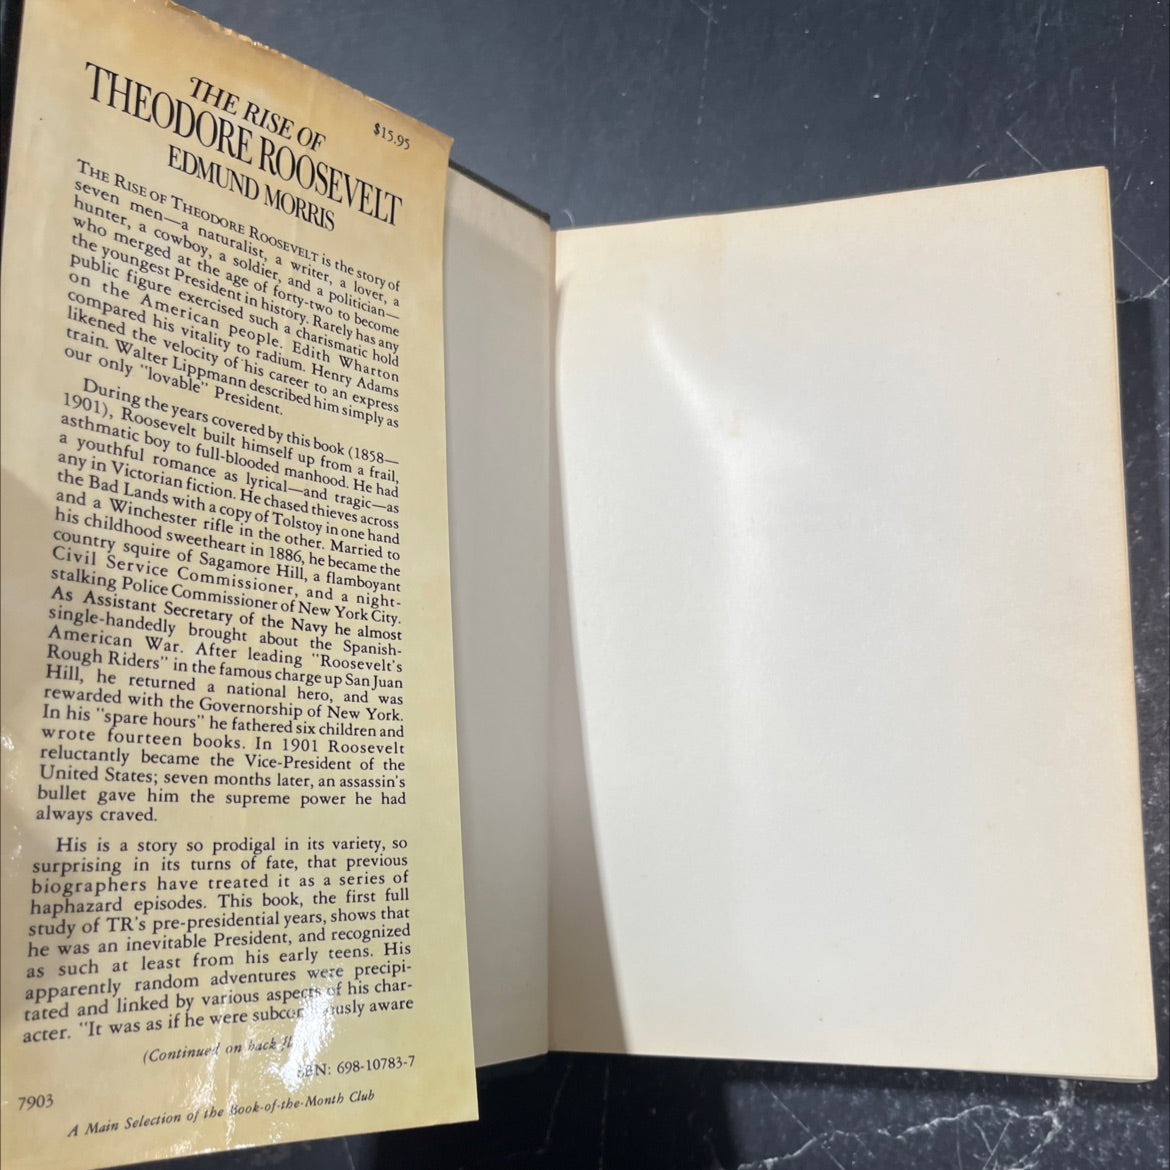 THE RISE OF
THEODORE ROOSEVELT
$15.95
EDMUND MORRIS
THE RISE OF THEODORE ROOSEVELT is the story of
seven men—a naturalist, a writer, a lover, a
hunter, a cowboy, a soldier, and a politician—
who merged at the age of forty-two to become
the youngest President in history. Rarely has any
public figure exercised such a charismatic hold
on the American people. Edith Wharton
compared his vitality to radium. Henry Adams
likened the velocity of his career to an express
train. Walter Lippmann described him simply as
our only "lovable" President.
During the years covered by this book (1858—
1901), Roosevelt built himself up from a frail,
asthmatic boy to full-blooded manhood. He had
a youthful romance as lyrical—and tragic—as
any in Victorian fiction. He chased thieves across
the Bad Lands with a copy of Tolstoy in one hand
and a Winchester rifle in the other. Married to
his childhood sweetheart in 1886, he became the
country squire of Sagamore Hill, a flamboyant
Civil Service Commissioner, and a night-
stalking Police Commissioner of New York City.
As Assistant Secretary of the Navy he almost
single-handedly brought about the Spanish-
American War. After leading "Roosevelt's
Rough Riders" in the famous charge up San Juan
Hill, he returned a national hero, and was
rewarded with the Governorship of New York.
In his "spare hours" he fathered six children and
wrote fourteen books. In 1901 Roosevelt
reluctantly became the Vice-President of the
United States; seven months later, an assassin's
bullet gave him the supreme power he had
always craved.
His is a story so prodigal in its variety, so
surprising in its turns of fate, that previous
biographers have treated it as a series of
haphazard episodes. This book, the first full
study of TR's pre-presidential years, shows that
he was an inevitable President, and recognized
as such at least from his early teens. His
apparently random adventures were precipi-
tated and linked by various aspects of his char-
acter. "It was as if he were aware
(Continued on back
698-10783-7
7903
A Main Selection of the Book-of-the-Month Club